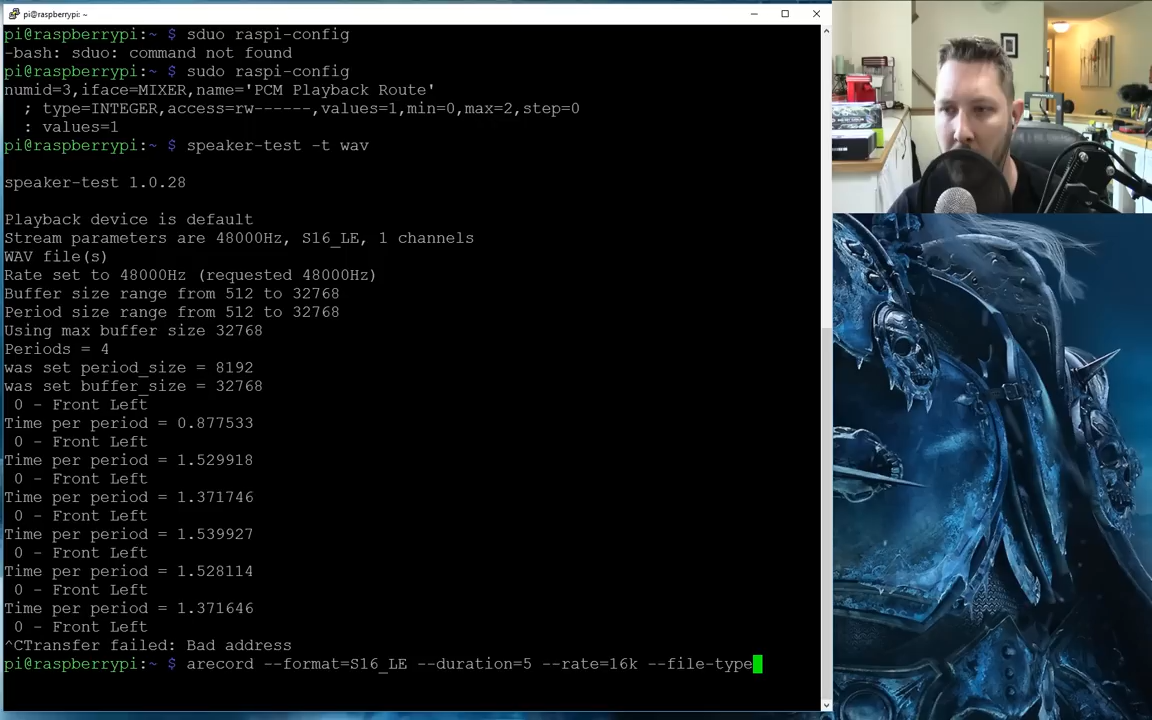 pi@raspberrypi: ~
pi@raspberrypi:~ $ sduo raspi-config
-bash: sduo: command not found
pi@raspberrypi:~ $ sudo raspi-config
numid=3,iface=MIXER,name='PCM Playback Route'
; type=INTEGER,access=rw------,values=1,min=0,max=2,step=0
: values=1
pi@raspberrypi:~ $ speaker-test -t wav
speaker-test 1.0.28
Playback device is default
Stream parameters are 48000Hz, S16_LE, 1 channels
WAV file(s)
Rate set to 48000Hz (requested 48000Hz)
Buffer size range from 512 to 32768
Period size range from 512 to 32768
Using max buffer size 32768
Periods = 4
was set period_size = 8192
was set buffer_size = 32768
0 - Front Left
Time per period = 0.877533
0 - Front Left
Time per period = 1.529918
0 - Front Left
Time per period = 1.371746
0 - Front Left
Time per period = 1.539927
0 - Front Left
Time per period = 1.528114
0 - Front Left
Time per period = 1.371646
0 - Front Left
^CTransfer failed: Bad address
pi@raspberrypi:~ $ arecord --format=S16_LE --duration=5 --rate=16k --file-type